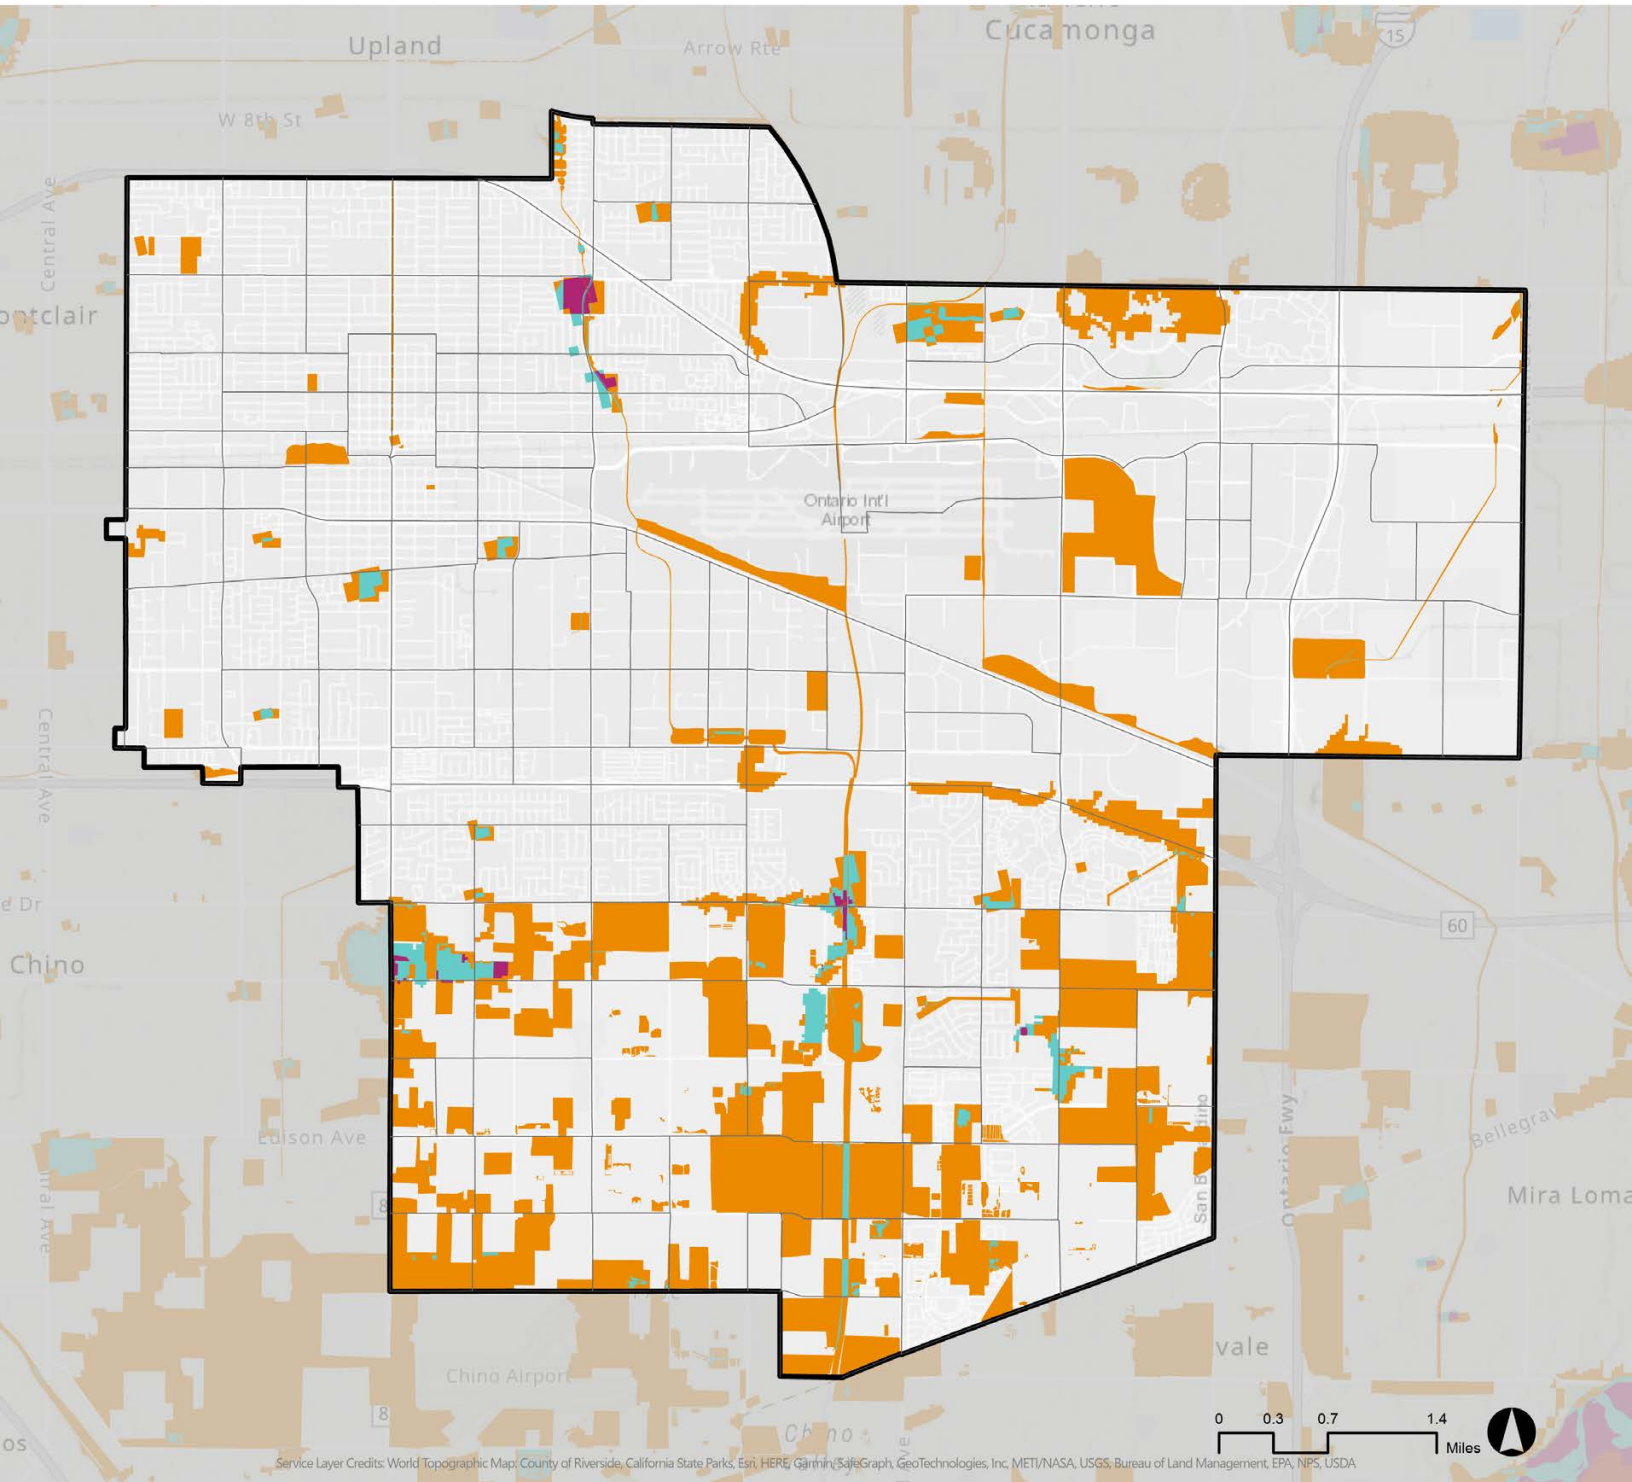 Cucamonga
Upland
Arrow Rte
15
W 8th St
Central Ave
ontclair
Ontario Int'l
Airport
Central Ave
e Dr
60
Chino
Edison Ave
Ontario Fwy
Mira Loma
8
vale
Chino Airport
0 0.3 0.7 1.4
8
Miles
Chino
os
Service Layer Credits: World Topographic Map: County of Riverside, California State Parks, Esri, HERE, Garmin, SafeGraph, GeoTechnologies, Inc, METI/NASA, USGS, Bureau of Land Management, EPA, NPS, USDA